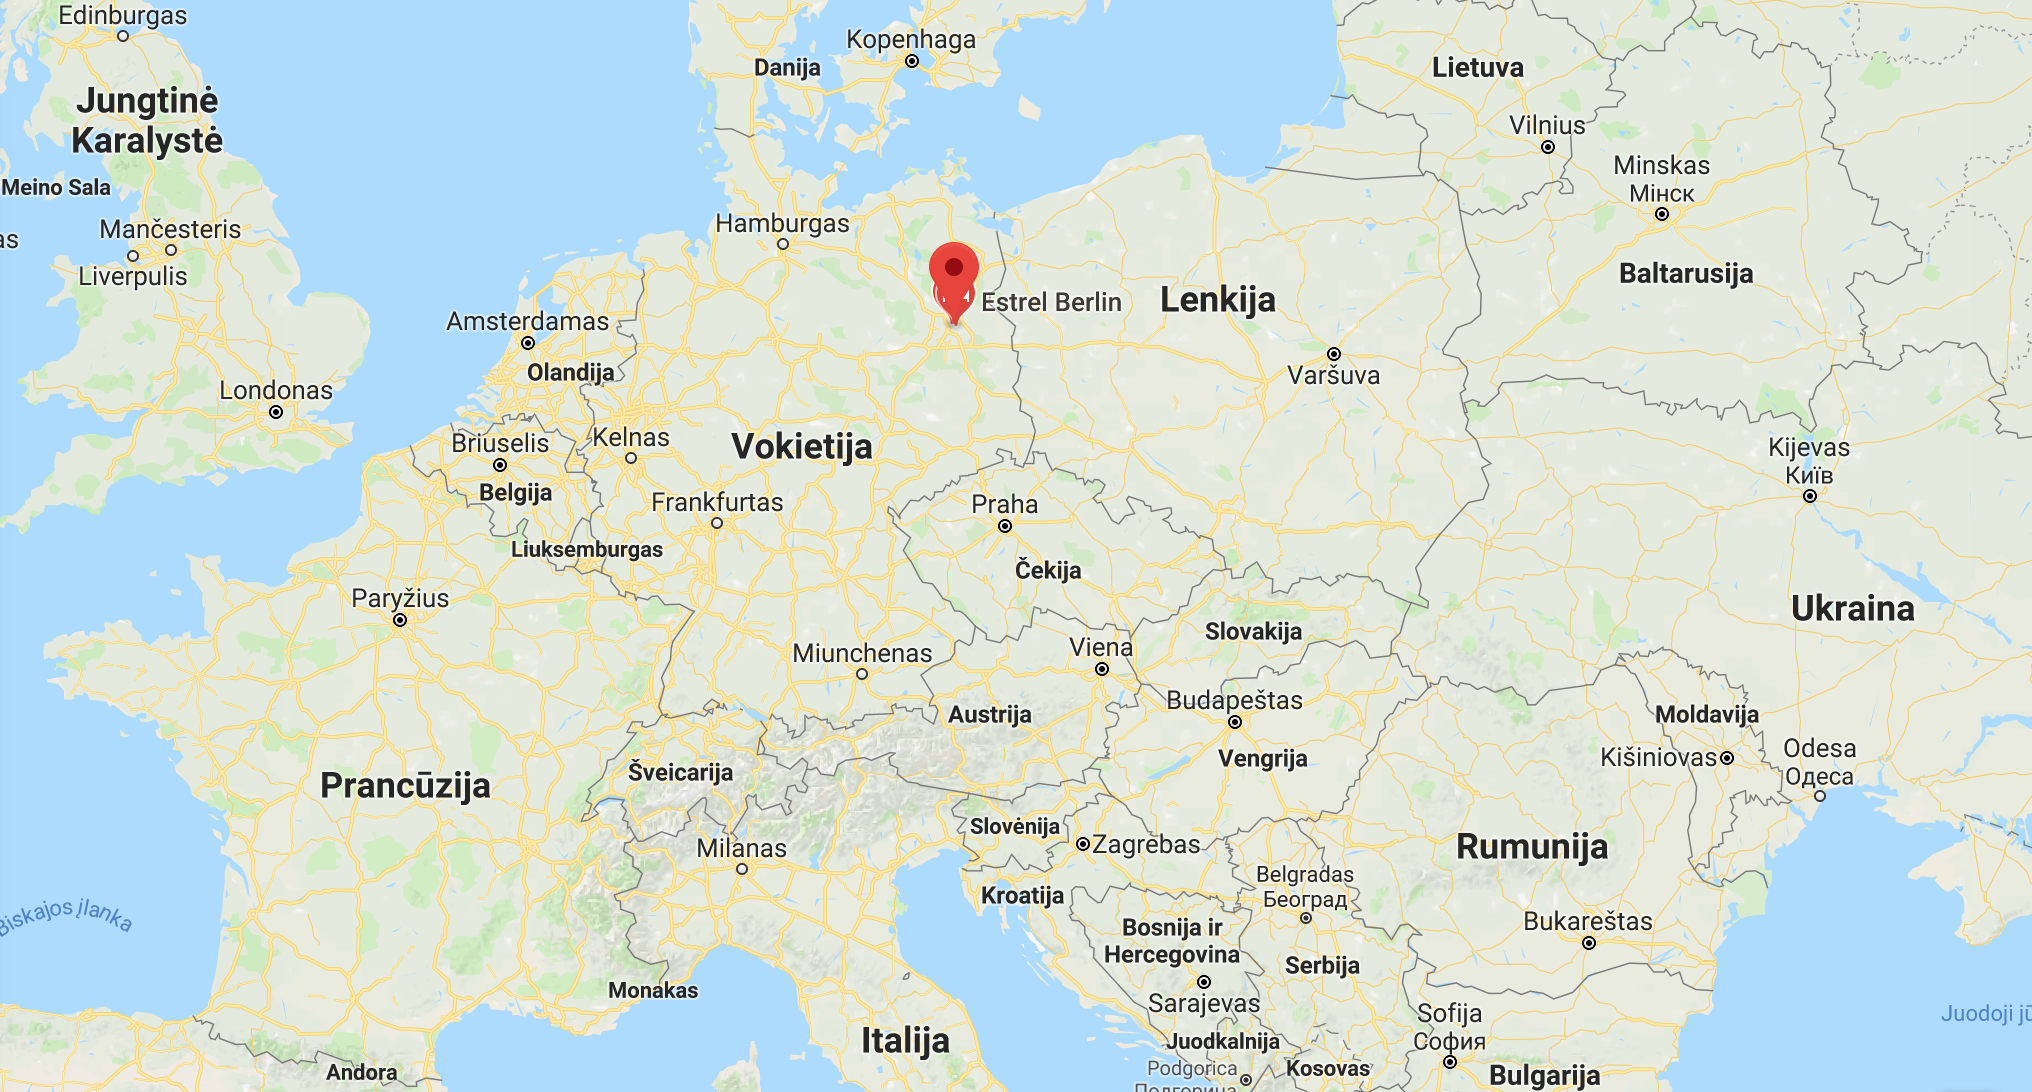 Edinburgas
Kopenhaga
Danija
Lietuva
Jungtinė
Karalystė
Vilnius
Minskas
Мінск
Meino Sala
Mančesteris
Hamburgas
as
Liverpulis
Baltarusija
Estrel Berlin
Lenkija
Amsterdamas
Olandija
Varšuva
Londonas
Briuselis
Kelnas
Vokietija
Kijevas
Київ
Belgija
Frankfurtas
Praha
Liuksemburgas
Čekija
Paryžius
Ukraina
Slovakija
Miunchenas
Viena
Budapeštas
Austrija
Moldavija
Kišiniovas
Odesa
Одеса
Vengrija
Šveicarija
Prancūzija
Slovėnija
Zagrebas
Milanas
Rumunija
Belgradas
Београд
Kroatija
Biskajos įlanka
Bosnija ir
Hercegovina
Bukareštas
Serbija
Monakas
Sarajevas
Sofija
София
Juodoji jū
Italija
Juodkalnija
Podgorica
Подгорица
Kosovas
Andora
Bulgarija